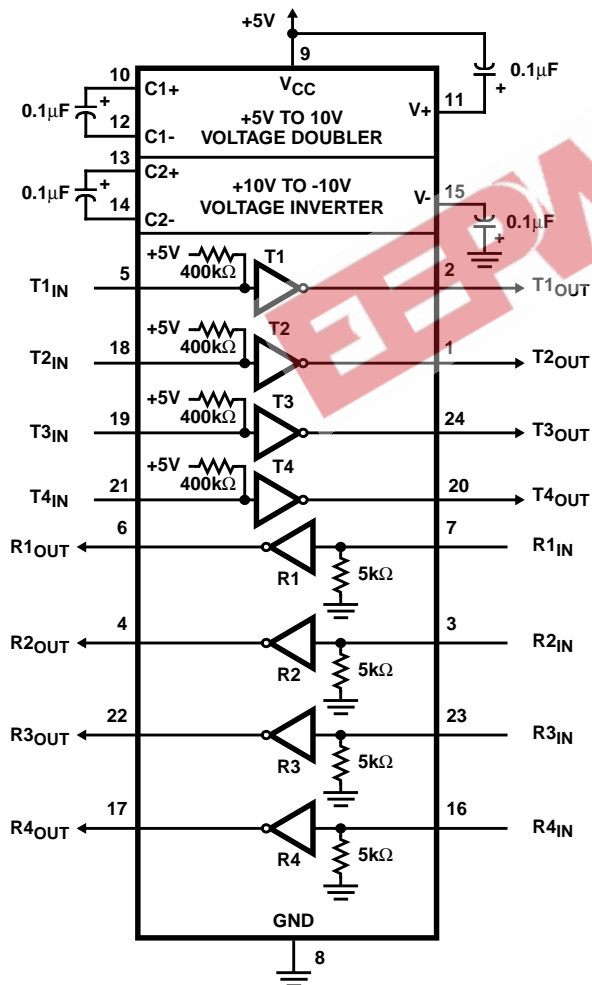 +5V
9
10
C1+
VCC
0.1µF
+
0.1µF
+
11
V+
12
C1-
+5V TO 10V
VOLTAGE DOUBLER
13
C2+
0.1µF
+
14
C2-
+10V TO -10V
VOLTAGE INVERTER
V-
15
0.1µF
+
T1IN
5
+5V
400kΩ
T1
2
T1OUT
T2IN
18
+5V
400kΩ
T2
1
T2OUT
T3IN
19
+5V
400kΩ
T3
24
T3OUT
T4IN
21
+5V
400kΩ
T4
20
T4OUT
R1OUT
6
R1
5kΩ
7
R1IN
R2OUT
4
R2
5kΩ
3
R2IN
R3OUT
22
R3
5kΩ
23
R3IN
R4OUT
17
R4
5kΩ
16
R4IN
GND
8